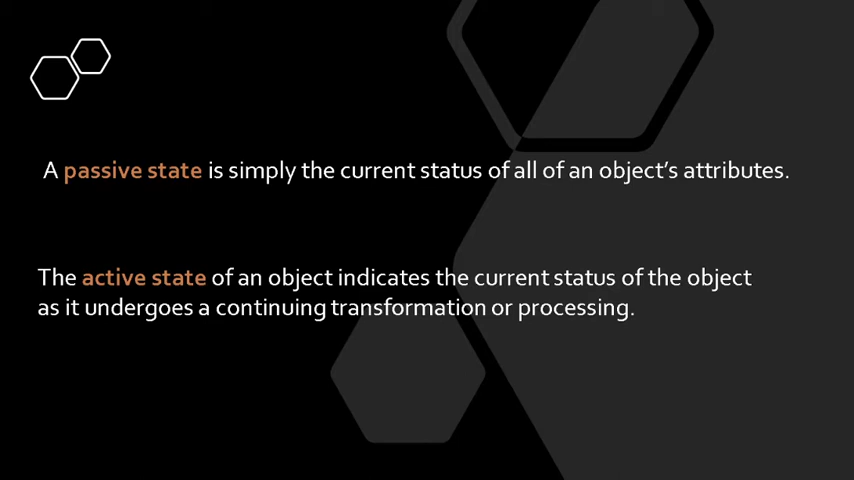 A passive state is simply the current status of all of an object's attributes.
The active state of an object indicates the current status of the object
as it undergoes a continuing transformation or processing.